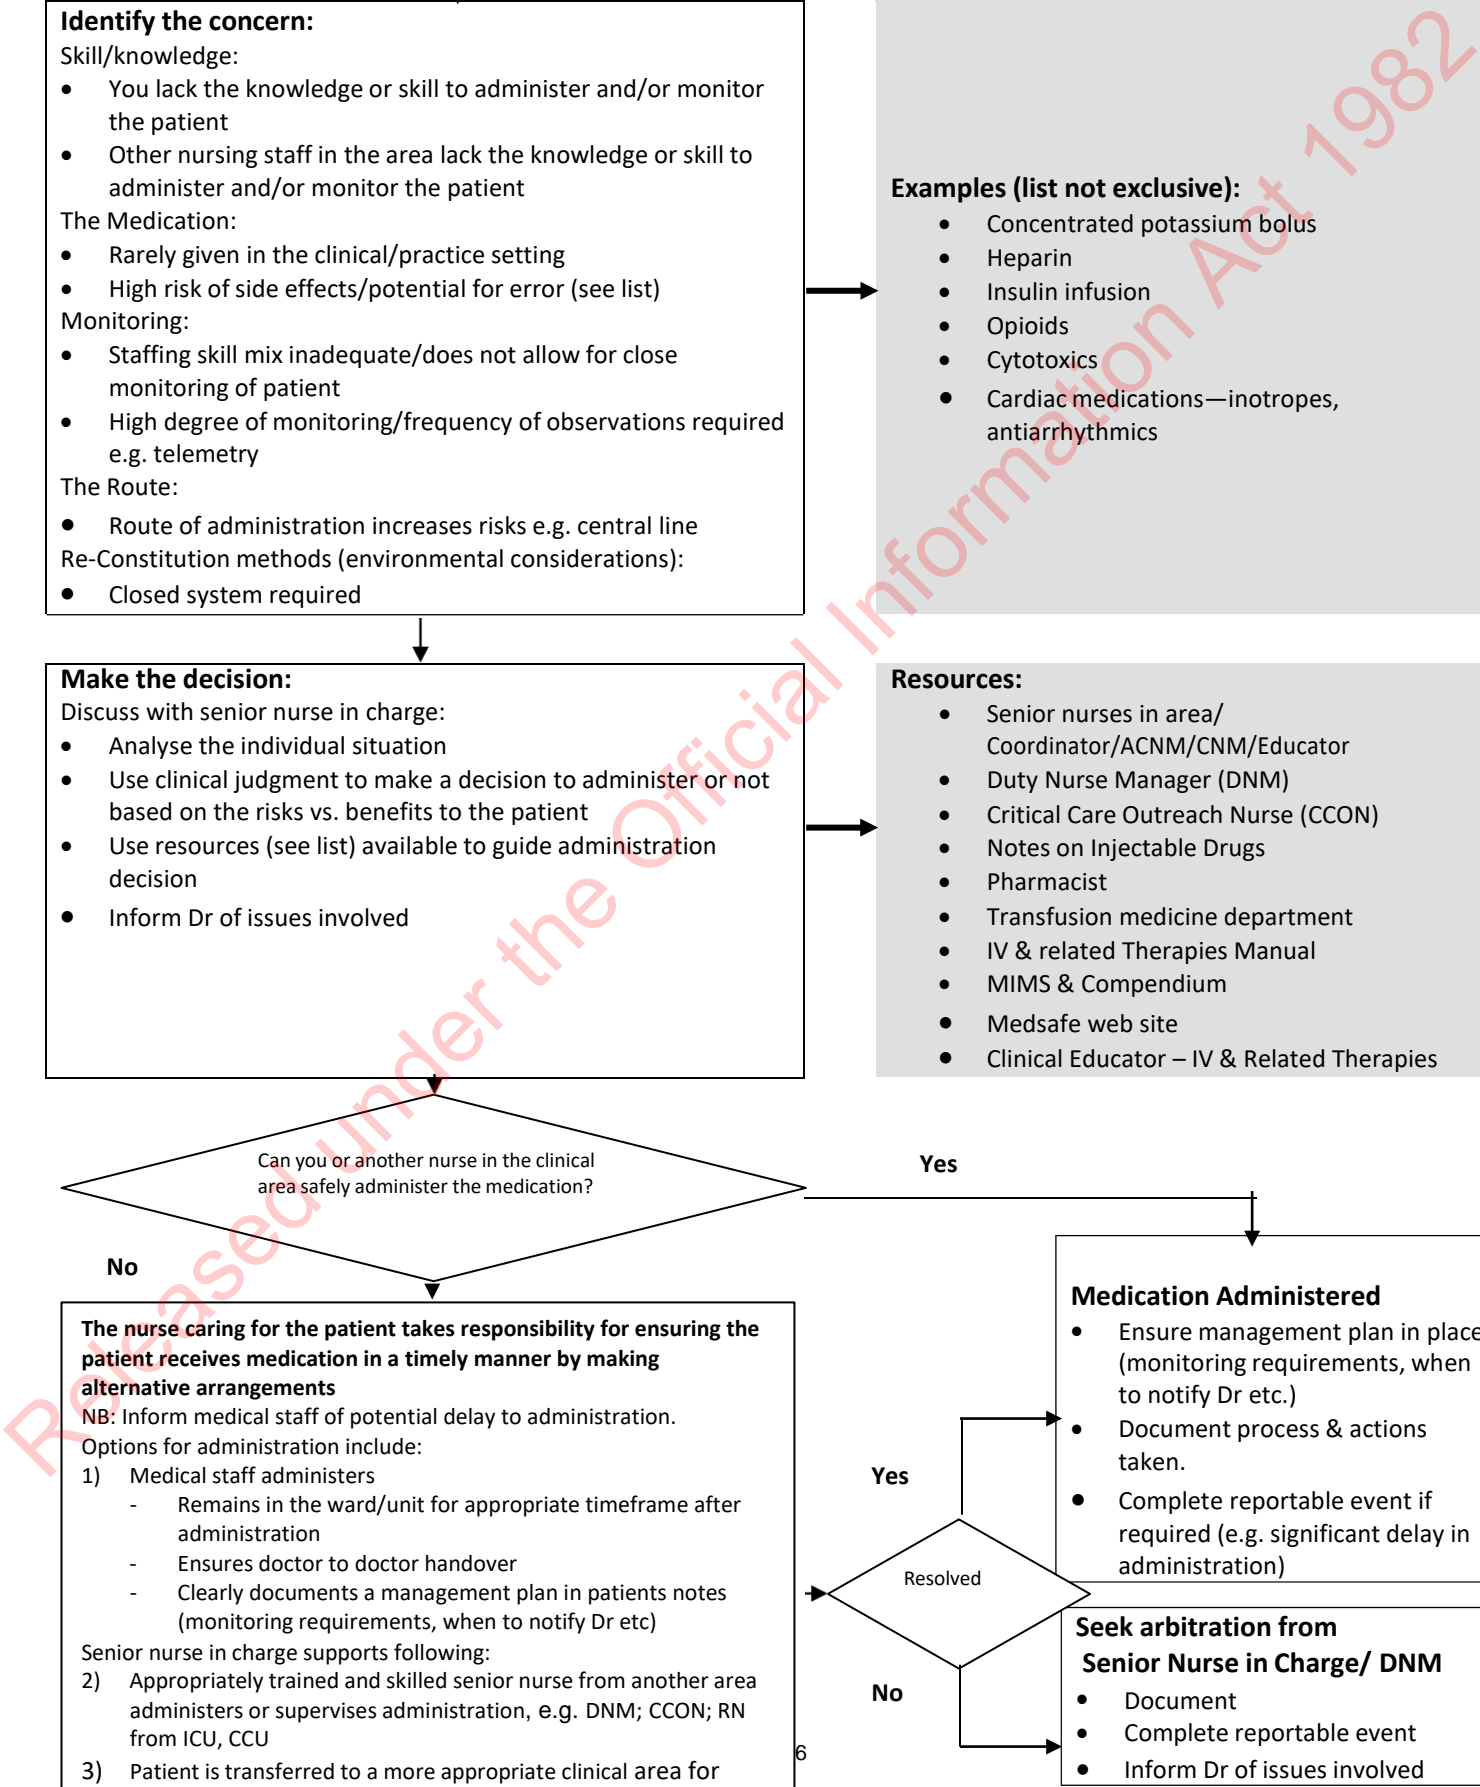 Identify the concern:
Skill/knowledge:
• You lack the knowledge or skill to administer and/or monitor
the patient
• Other nursing staff in the area lack the knowledge or skill to
administer and/or monitor the patient
The Medication:
• Rarely given in the clinical/practice setting
• High risk of side effects/potential for error (see list)
Monitoring:
• Staffing skill mix inadequate/does not allow for close
monitoring of patient
• High degree of monitoring/frequency of observations required
e.g. telemetry
The Route:
• Route of administration increases risks e.g. central line
Re-Constitution methods (environmental considerations):
• Closed system required
Examples (list not exclusive):
• Concentrated potassium bolus
• Heparin
• Insulin infusion
• Opioids
• Cytotoxics
• Cardiac medications—inotropes,
antiarrhythmics
Make the decision:
Discuss with senior nurse in charge:
• Analyse the individual situation
• Use clinical judgment to make a decision to administer or not
based on the risks vs. benefits to the patient
• Use resources (see list) available to guide administration
decision
• Inform Dr of issues involved
Resources:
• Senior nurses in area/
Coordinator/ACNM/CNM/Educator
• Duty Nurse Manager (DNM)
• Critical Care Outreach Nurse (CCON)
• Notes on Injectable Drugs
• Pharmacist
• Transfusion medicine department
• IV & related Therapies Manual
• MIMS & Compendium
• Medsafe web site
• Clinical Educator – IV & Related Therapies
Can you or another nurse in the clinical
area safely administer the medication?
Yes
No
The nurse caring for the patient takes responsibility for ensuring the
patient receives medication in a timely manner by making
alternative arrangements
NB: Inform medical staff of potential delay to administration.
Options for administration include:
1) Medical staff administers
- Remains in the ward/unit for appropriate timeframe after
administration
- Ensures doctor to doctor handover
- Clearly documents a management plan in patients notes
(monitoring requirements, when to notify Dr etc)
Senior nurse in charge supports following:
2) Appropriately trained and skilled senior nurse from another area
administers or supervises administration, e.g. DNM; CCON; RN
from ICU, CCU
3) Patient is transferred to a more appropriate clinical area for
Medication Administered
• Ensure management plan in place
(monitoring requirements, when
to notify Dr etc.)
• Document process & actions
taken.
• Complete reportable event if
required (e.g. significant delay in
administration)
Yes
Resolved
No
Seek arbitration from
Senior Nurse in Charge/ DNM
• Document
• Complete reportable event
• Inform Dr of issues involved
6
Released under the Official Information Act 1982